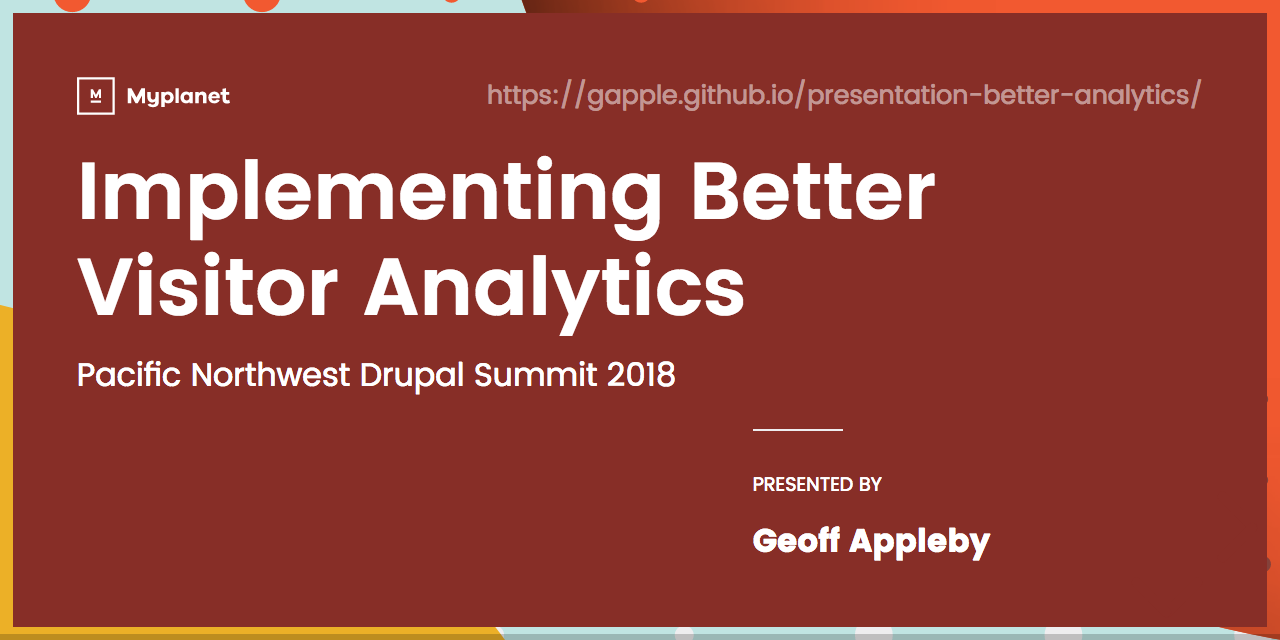 M Myplanet
https://gapple.github.io/presentation-better-analytics/
Implementing Better
Visitor Analytics
Pacific Northwest Drupal Summit 2018
PRESENTED BY
Geoff Appleby